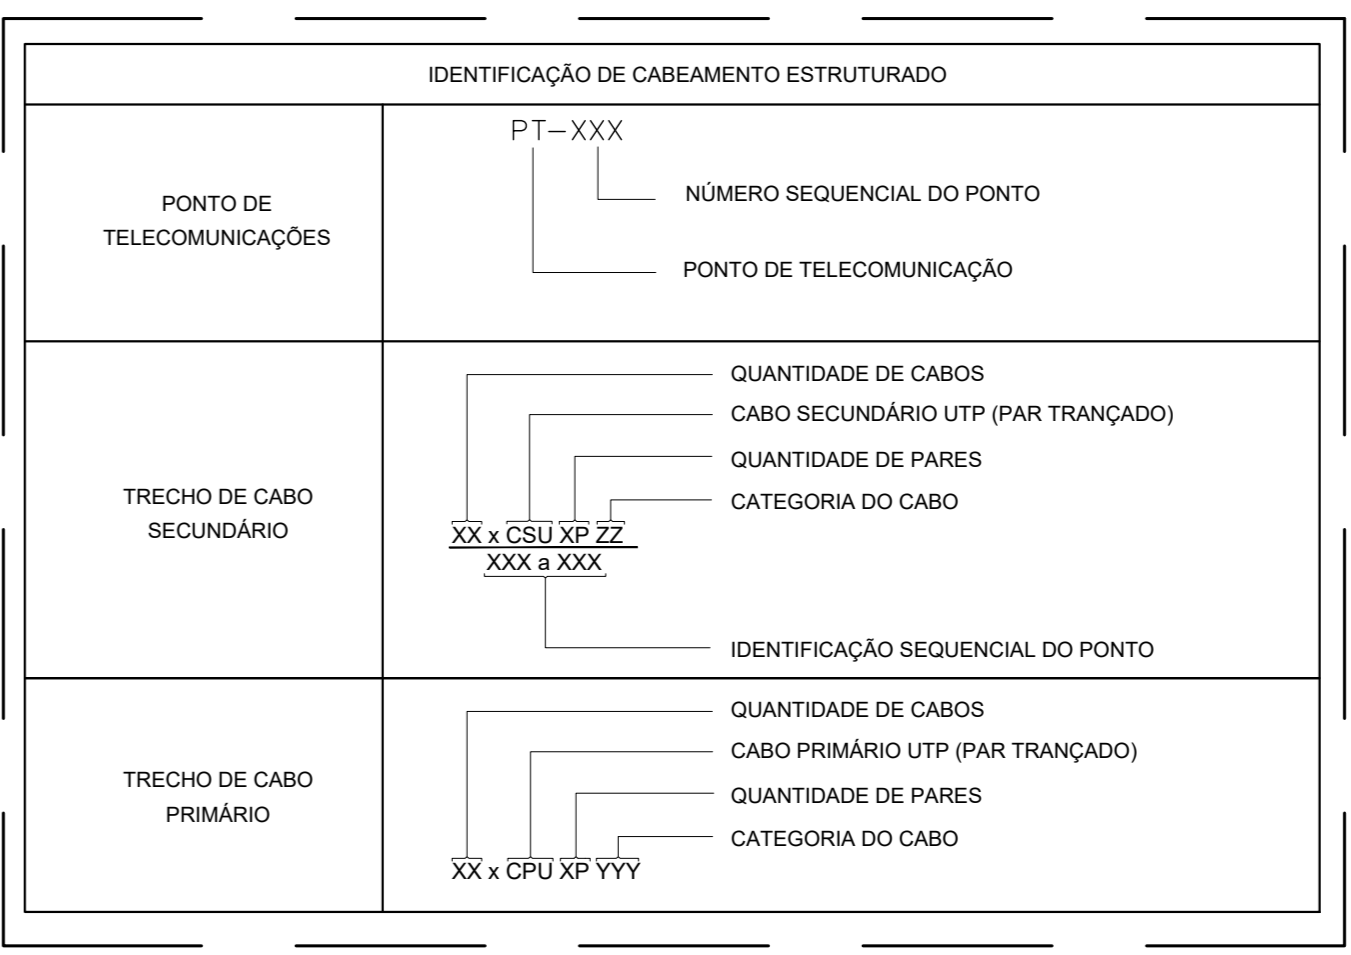 IDENTIFICAÇÃO DE CABEAMENTO ESTRUTURADO
PONTO DE
TELECOMUNICAÇÕES
PT-XXX
NÚMERO SEQUENCIAL DO PONTO
PONTO DE TELECOMUNICAÇÃO
TRECHO DE CABO
SECUNDÁRIO
QUANTIDADE DE CABOS
CABO SECUNDÁRIO UTP (PAR TRANÇADO)
QUANTIDADE DE PARES
CATEGORIA DO CABO
XX x CSU XP ZZ
XXX a XXX
IDENTIFICAÇÃO SEQUENCIAL DO PONTO
TRECHO DE CABO
PRIMÁRIO
QUANTIDADE DE CABOS
CABO PRIMÁRIO UTP (PAR TRANÇADO)
QUANTIDADE DE PARES
CATEGORIA DO CABO
XX x CPU XP YYY